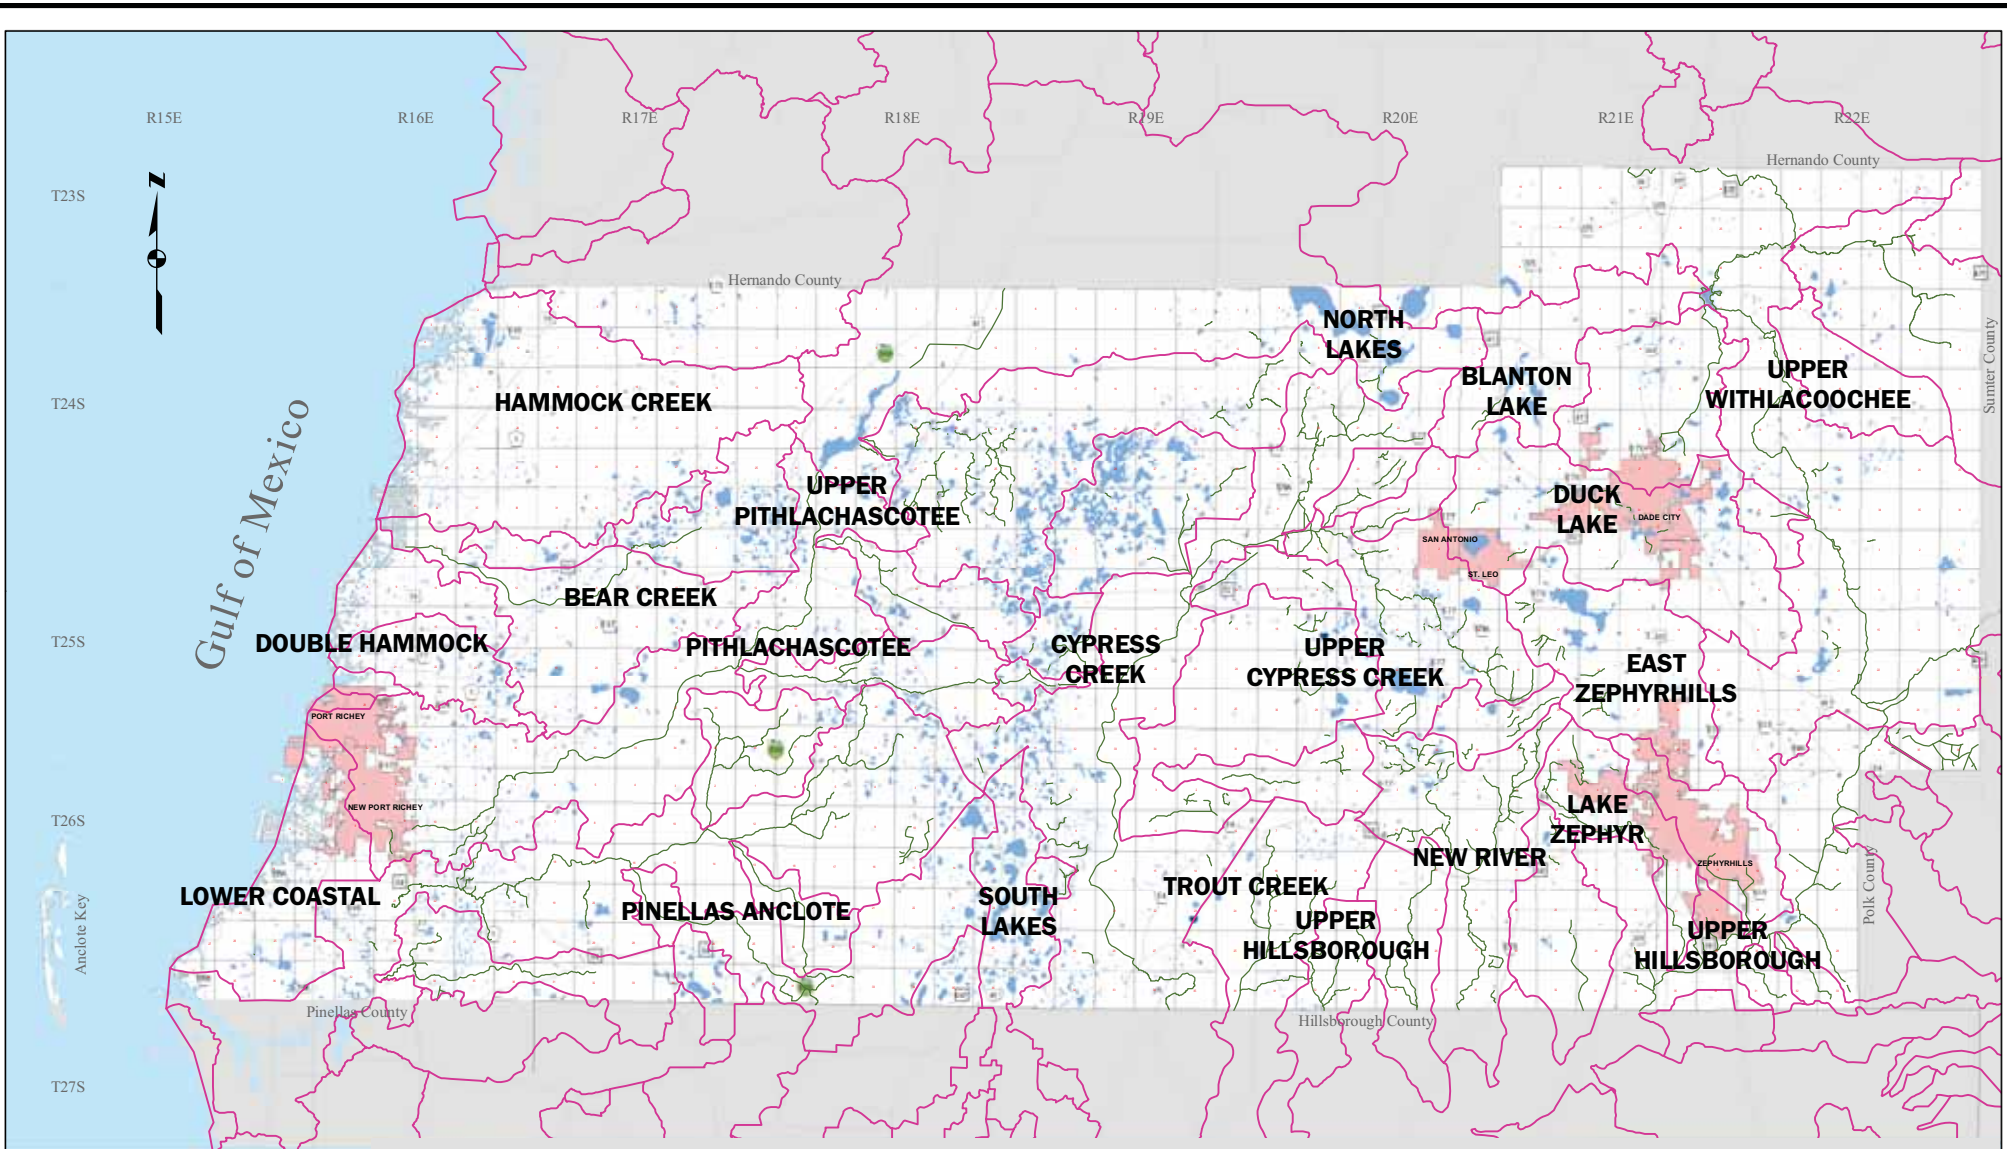 R15E
R16E
R17E
R18E
R19E
R20E
R21E
R22E
Hernando County
N
T23S
Hernando County
NORTH
LAKES
BLANTON
LAKE
UPPER
WITHLACOOCHEE
Sumter County
HAMMOCK CREEK
T24S
Gulf of Mexico
UPPER
PITHLACHASCOTEE
DUCK
LAKE
DADE CITY
SAN ANTONIO
ST. LEO
BEAR CREEK
DOUBLE HAMMOCK
T25S
PITHLACHASCOTEE
CYPRESS
CREEK
UPPER
CYPRESS CREEK
EAST
ZEPHYRHILLS
PORT RICHEY
NEW PORT RICHEY
T26S
LAKE
ZEPHYR
NEW RIVER
ZEPHYRHILLS
Polk County
LOWER COASTAL
Anclote Key
PINELLAS ANCLOTE
SOUTH
LAKES
TROUT CREEK
UPPER
HILLSBOROUGH
UPPER
HILLSBOROUGH
Pinellas County
Hillsborough County
T27S